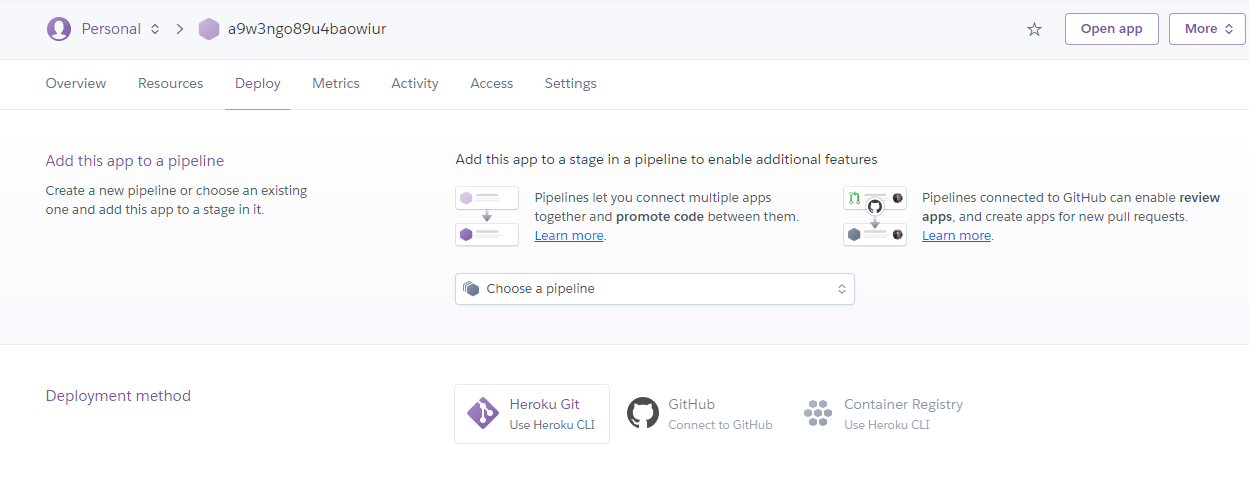 Personal
a9w3ngo89u4baowiur
Open app
More
Overview
Resources
Deploy
Metrics
Activity
Access
Settings
Add this app to a pipeline
Create a new pipeline or choose an existing
one and add this app to a stage in it.
Add this app to a stage in a pipeline to enable additional features
Pipelines let you connect multiple apps
together and promote code between them.
Learn more.
Pipelines connected to GitHub can enable review
apps, and create apps for new pull requests.
Learn more.
Choose a pipeline
Deployment method
Heroku Git
Use Heroku CLI
GitHub
Connect to GitHub
Container Registry
Use Heroku CLI